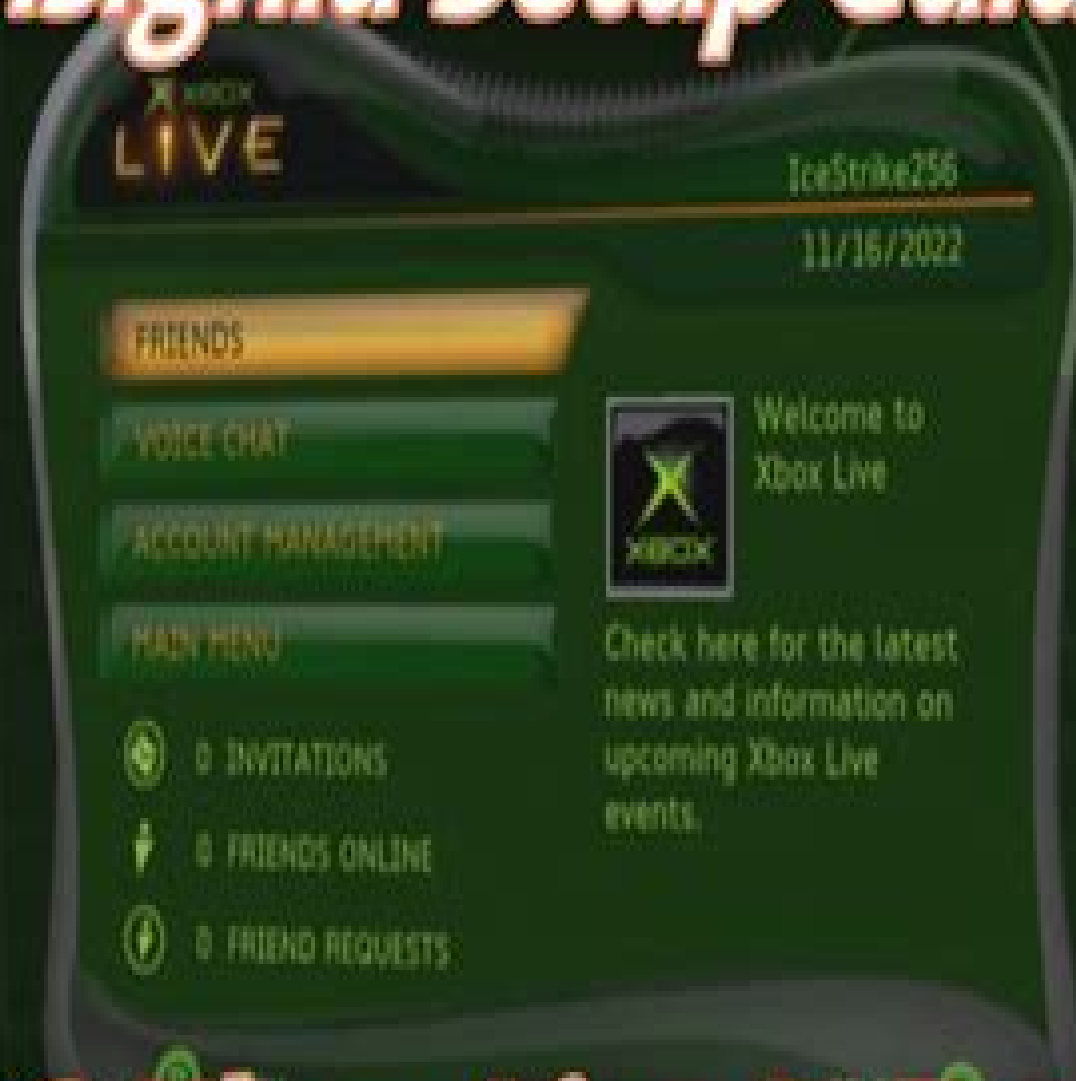 Setup
XBOX
LIVE
IceStrike256
11/16/2022
FRIENDS
VOICE CHAT
ACCOUNT MANAGEMENT
MAIN MENU
Welcome to
Xbox Live
XBOX
Check here for the latest
news and information on
upcoming Xbox Live
events.
0 INVITATIONS
0 FRIENDS ONLINE
0 FRIEND REQUESTS